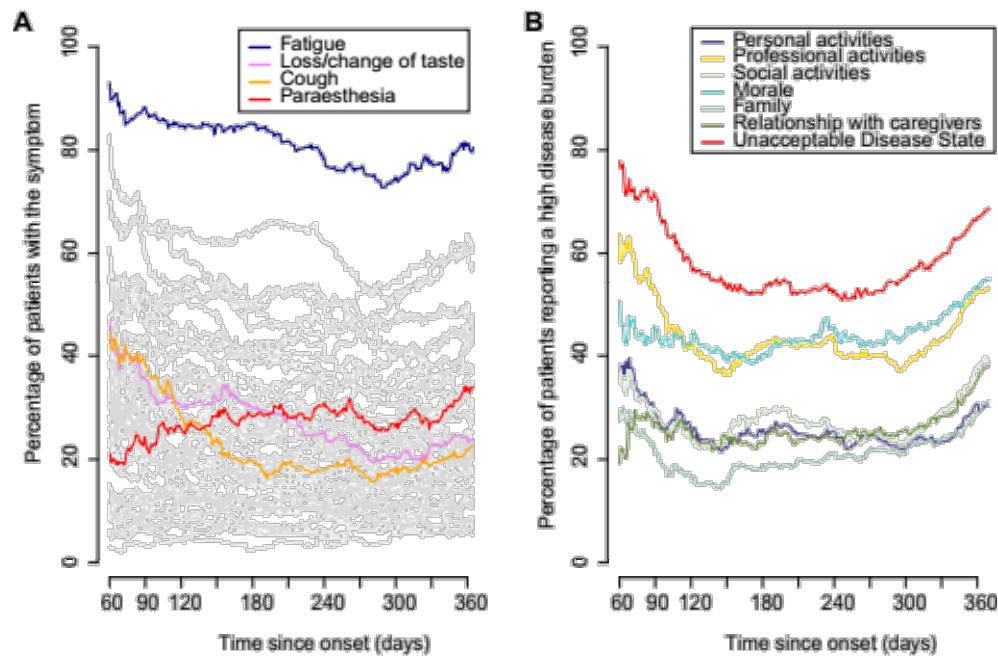 A
Percentage of patients with the symptom
100
80
60
40
20
0
Fatigue
Loss/change of taste
Cough
Paraesthesia
60 90 120 180 240 300 360
Time since onset (days)
B
Percentage of patients reporting a high disease burden
100
80
60
40
20
0
Personal activities
Professional activities
Social activities
Morale
Family
Relationship with caregivers
Unacceptable Disease State
60 90 120 180 240 300 360
Time since onset (days)